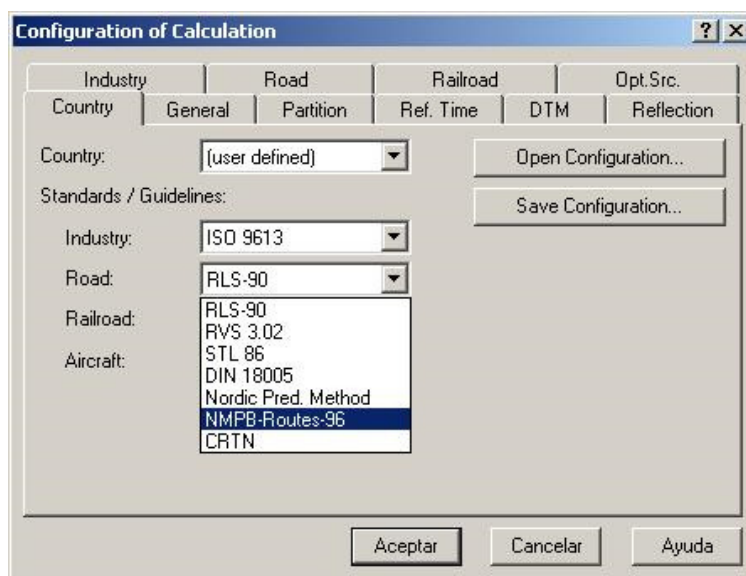 Configuration of Calculation
Industry Road Railroad Opt.Src.
Country General Partition Ref. Time DTM Reflection
Country: (user defined) Open Configuration...
Standards / Guidelines: Save Configuration...
Industry: ISO 9613
Road: RLS-90
Railroad: RLS-90
RVS 3.02
Aircraft: STL 86
DIN 18005
Nordic Pred. Method
NMPB-Routes-96
CRTN
Aceptar Cancelar Ayuda